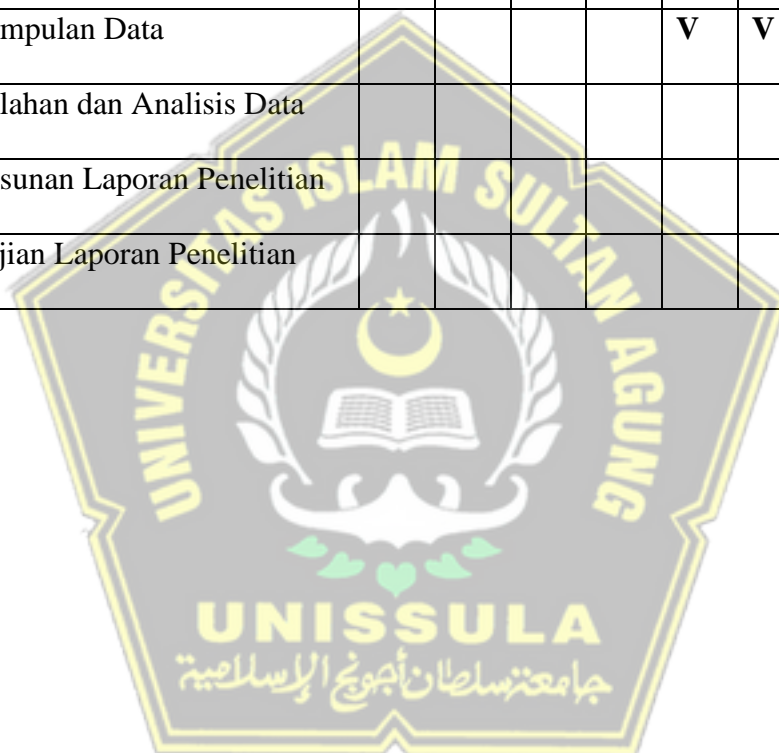 mpulan Data V V
lahan dan Analisis Data
sunan Laporan Penelitian
jian Laporan Penelitian
UNIVERSITAS ISLAM SULTAN AGUNG
UNISSULA
جامعة سلطان أجونج الإسلامية